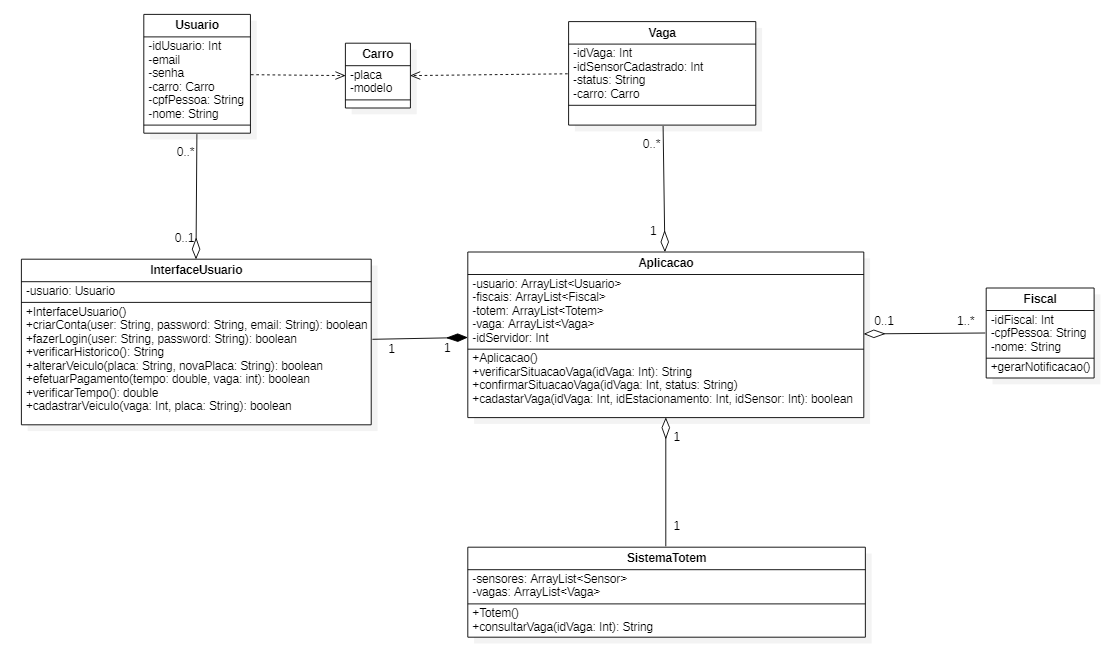 Usuario
-idUsuario: Int
-email
-senha
-carro: Carro
-cpfPessoa: String
-nome: String
Carro
-placa
-modelo
Vaga
-idVaga: Int
-idSensorCadastrado: Int
-status: String
-carro: Carro
0..*
0..1
0..*
1
InterfaceUsuario
-usuario: Usuario
+InterfaceUsuario()
+criarConta(user: String, password: String, email: String): boolean
+fazerLogin(user: String, password: String): boolean
+verificarHistorico(): String
+alterarVeiculo(placa: String, novaPlaca: String): boolean
+efetuarPagamento(tempo: double, vaga: int): boolean
+verificarTempo(): double
+cadastrarVeiculo(vaga: Int, placa: String): boolean
1
1
Aplicacao
-usuario: ArrayList<Usuario>
-fiscais: ArrayList<Fiscal>
-totem: ArrayList<Totem>
-vaga: ArrayList<Vaga>
-idServidor: Int
+Aplicacao()
+verificarSituacaoVaga(idVaga: Int): String
+confirmarSituacaoVaga(idVaga: Int, status: String)
+cadastarVaga(idVaga: Int, idEstacionamento: Int, idSensor: Int): boolean
0..1
1..*
Fiscal
-idFiscal: Int
-cpfPessoa: String
-nome: String
+gerarNotificacao()
1
1
SistemaTotem
-sensores: ArrayList<Sensor>
-vagas: ArrayList<Vaga>
+Totem()
+consultarVaga(idVaga: Int): String